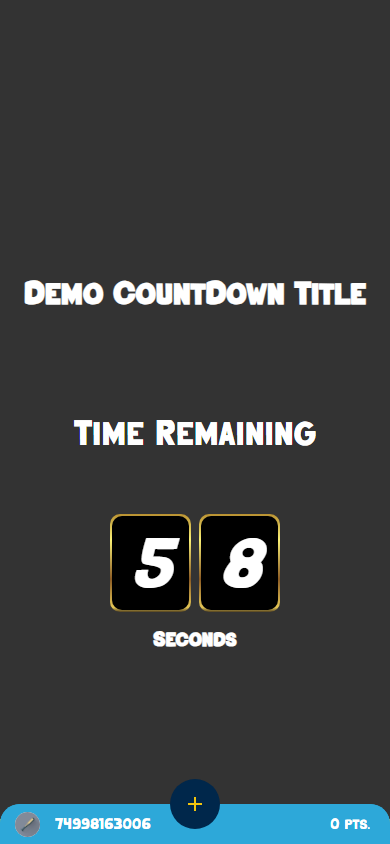 Demo CountDown Title
Time Remaining
5 8
Seconds
74998163006
0 pts.